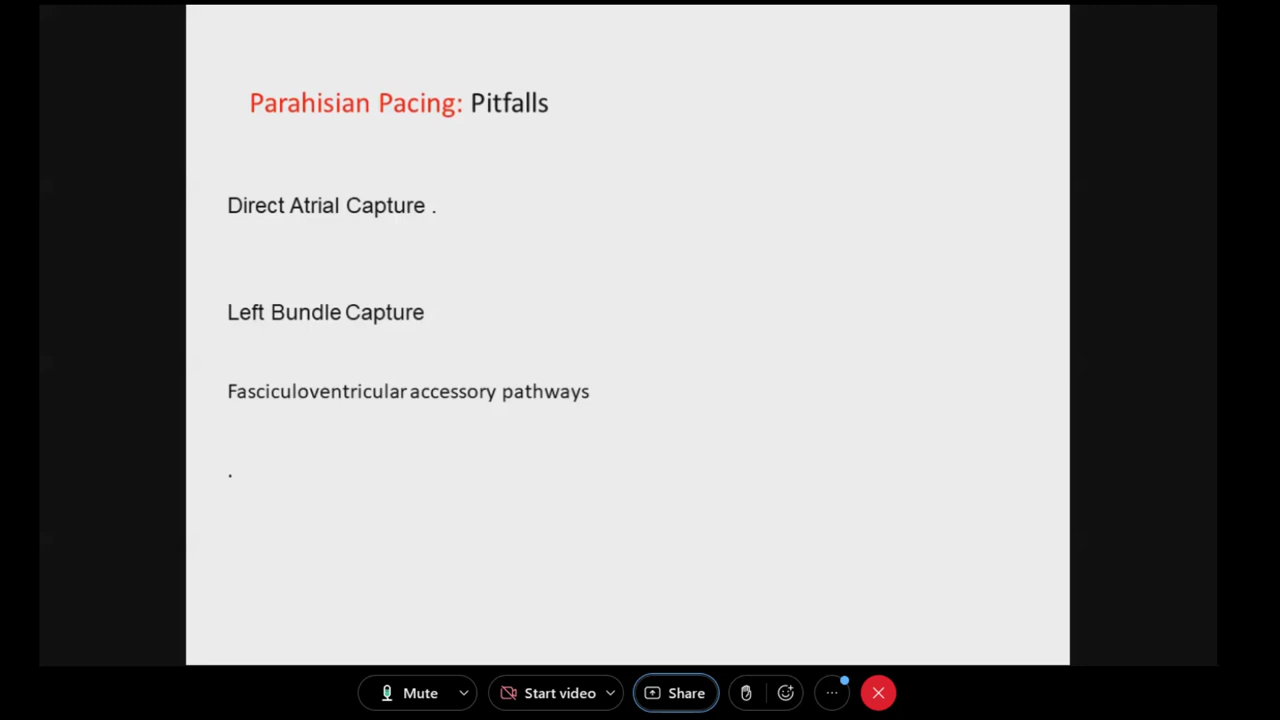 Parahisian Pacing: Pitfalls
Direct Atrial Capture .
Left Bundle Capture
Fasciculoventricular accessory pathways
.
Mute
Start video
Share